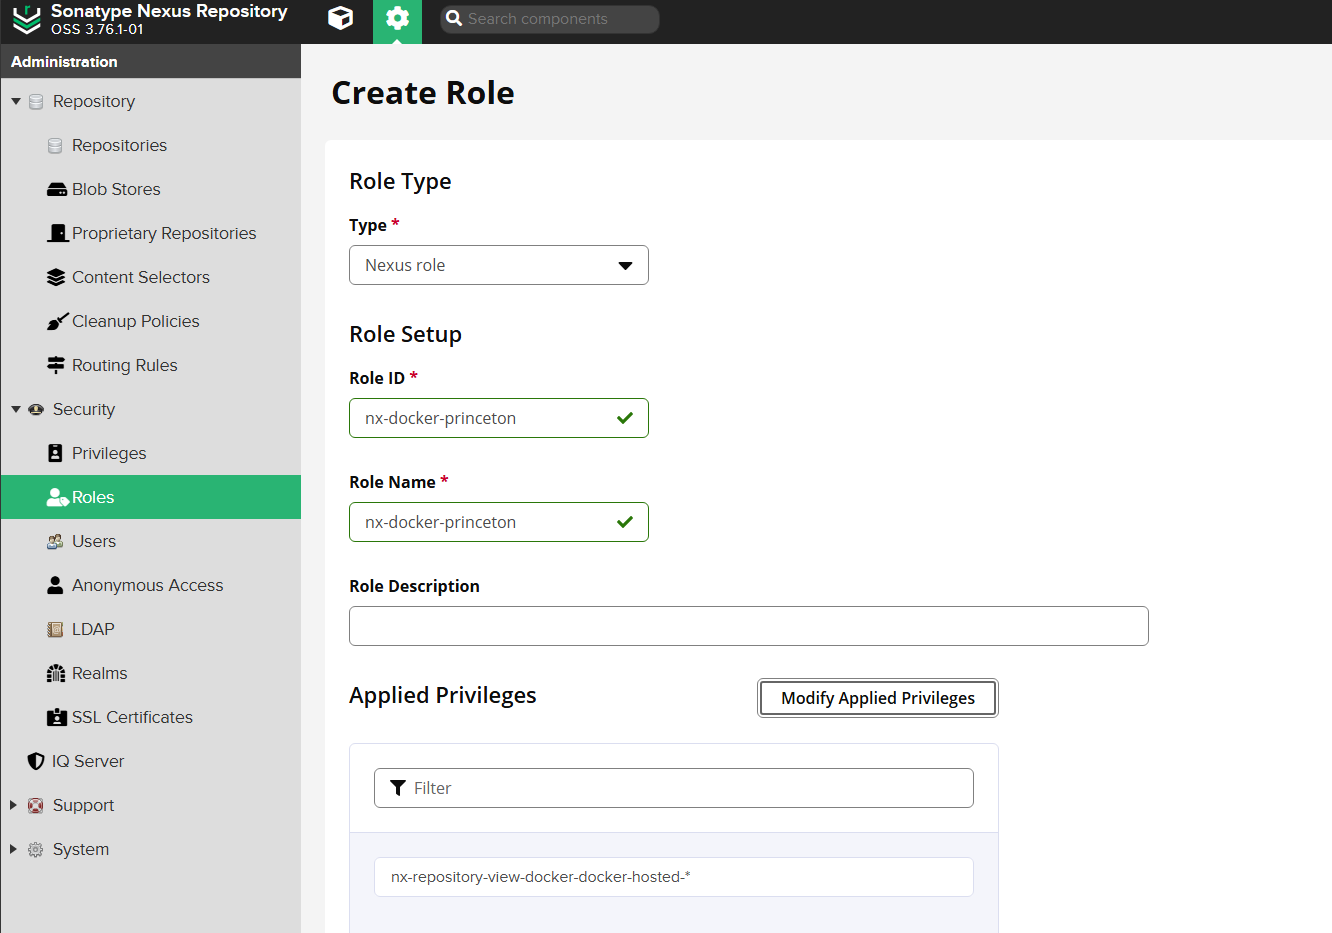 Sonatype Nexus Repository
OSS 3.76.1-01
Search components
Administration
Repository
Repositories
Blob Stores
Proprietary Repositories
Content Selectors
Cleanup Policies
Routing Rules
Security
Privileges
Roles
Users
Anonymous Access
LDAP
Realms
SSL Certificates
IQ Server
Support
System
Create Role
Role Type
Type *
Nexus role
Role Setup
Role ID *
nx-docker-princeton
Role Name *
nx-docker-princeton
Role Description
Applied Privileges
Modify Applied Privileges
Filter
nx-repository-view-docker-docker-hosted-*